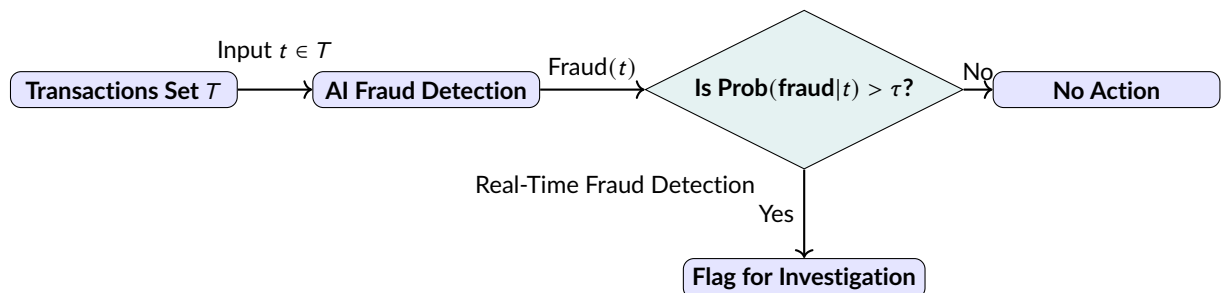 Input t ∈ T
Transactions Set T
AI Fraud Detection
Fraud(t)
Is Prob(fraud|t) > τ?
No
No Action
Real-Time Fraud Detection
Yes
Flag for Investigation